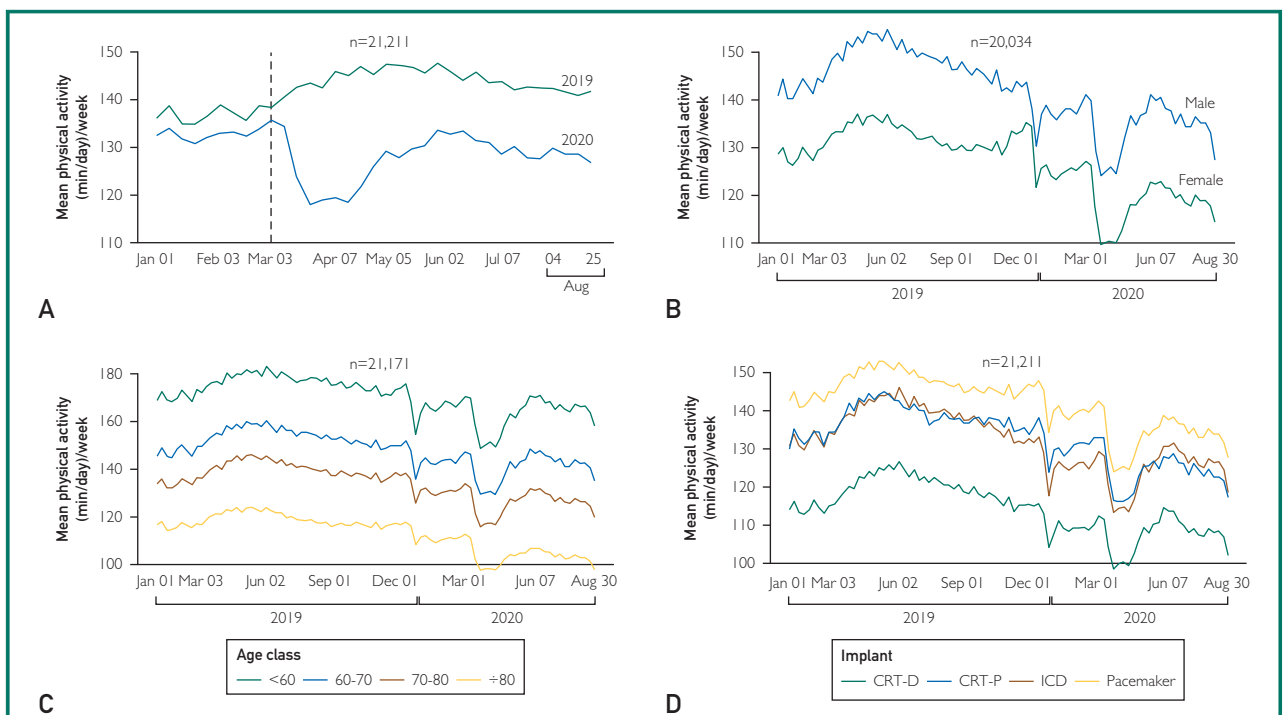 n=21,211
Mean physical activity
(min/day)/week
150
140
130
120
110
2019
2020
Jan 01 Feb 03 Mar 03 Apr 07 May 05 Jun 02 Jul 07 04 25
Aug
A
n=20,034
Mean physical activity
(min/day)/week
150
140
130
120
110
Male
Female
Jan 01 Mar 03 Jun 02 Sep 01 Dec 01 Mar 01 Jun 07 Aug 30
2019 2020
B
n=21,171
Mean physical activity
(min/day)/week
180
160
140
120
100
Jan 01 Mar 03 Jun 02 Sep 01 Dec 01 Mar 01 Jun 07 Aug 30
2019 2020
Age class
<60 60-70 70-80 ÷80
C
n=21,211
Mean physical activity
(min/day)/week
150
140
130
120
110
100
Jan 01 Mar 03 Jun 02 Sep 01 Dec 01 Mar 01 Jun 07 Aug 30
2019 2020
Implant
CRT-D CRT-P ICD Pacemaker
D